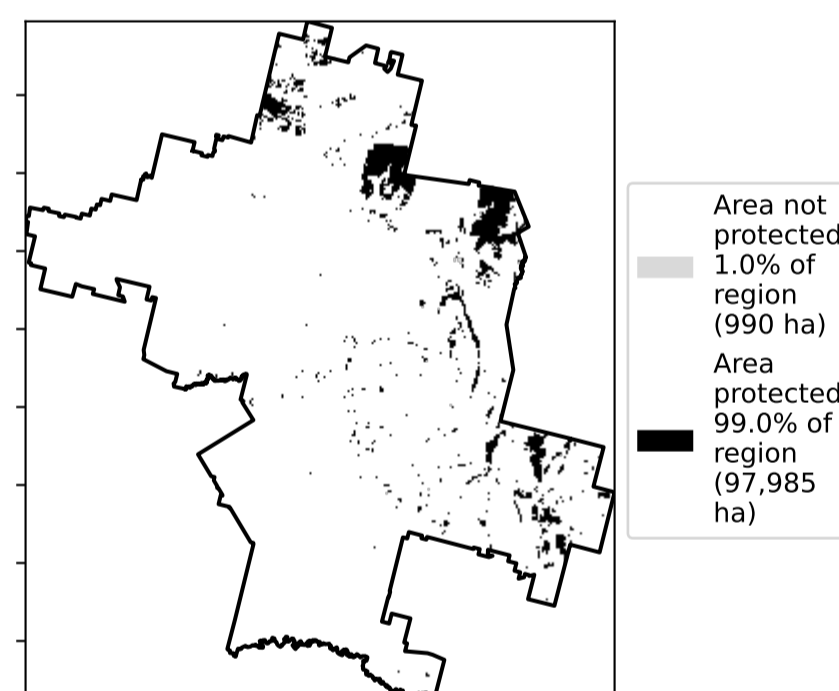 Area not
protected
1.0% of
region
(990 ha)
Area
protected
99.0% of
region
(97,985
ha)